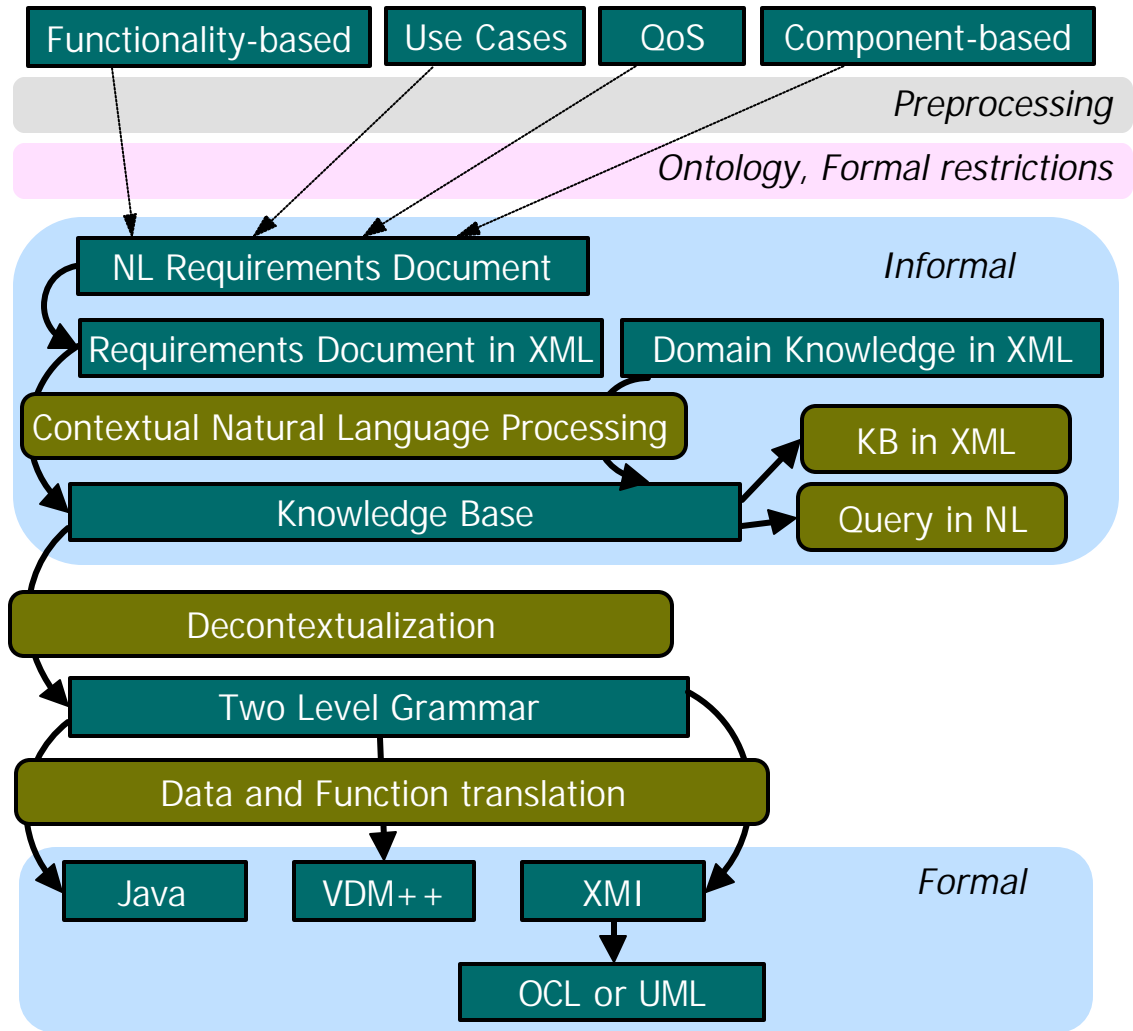 Functionality-based
Use Cases
QoS
Component-based
Preprocessing
Ontology, Formal restrictions
NL Requirements Document
Informal
Requirements Document in XML
Domain Knowledge in XML
Contextual Natural Language Processing
KB in XML
Knowledge Base
Query in NL
Decontextualization
Two Level Grammar
Data and Function translation
Java
VDM++
XMI
Formal
OCL or UML